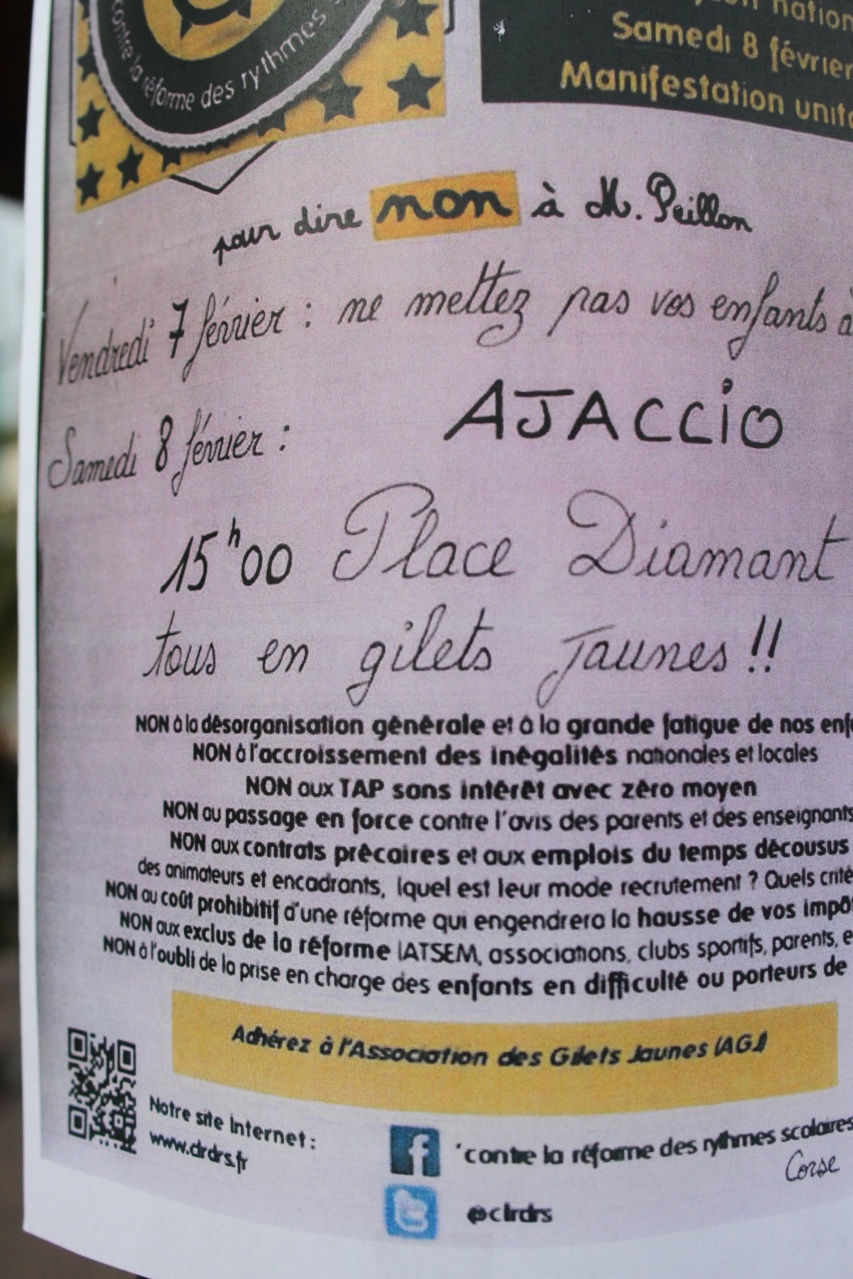 contre la réforme des rythmes
nation
Samedi 8 février
Manifestation unita
pour dire non à M. Peillon
Vendredi 7 février : ne mettez pas vos enfants à
Samedi 8 février : AJACCIO
15h00 Place Diamant
tous en gilets jaunes !!
NON à la désorganisation générale et à la grande fatigue de nos enf
NON à l'accroissement des inégalités nationales et locales
NON aux TAP sans intérêt avec zéro moyen
NON au passage en force contre l'avis des parents et des enseignants
NON aux contrats précaires et aux emplois du temps décousus
des animateurs et encadrants, (quel est leur mode recrutement ? Quels critè
NON au coût prohibitif d'une réforme qui engendrera la hausse de vos impô
NON aux exclus de la réforme (ATSEM, associations, clubs sportifs, parents, e
NON à l'oubli de la prise en charge des enfants en difficulté ou porteurs de
Adhérez à l'Association des Gilets Jaunes (AGJ)
Notre site Internet :
www.clrdrs.fr
f "contre la réforme des rythmes scolaires
Corse
@clrdrs